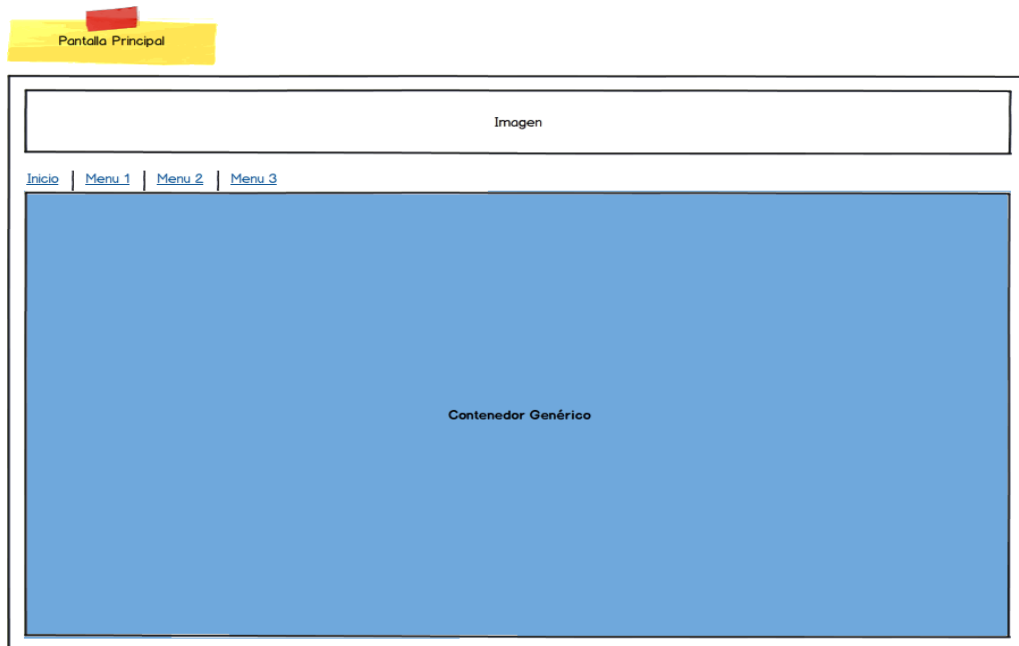 Pantalla Principal
Imagen
Inicio | Menu 1 | Menu 2 | Menu 3
Contenedor Genérico